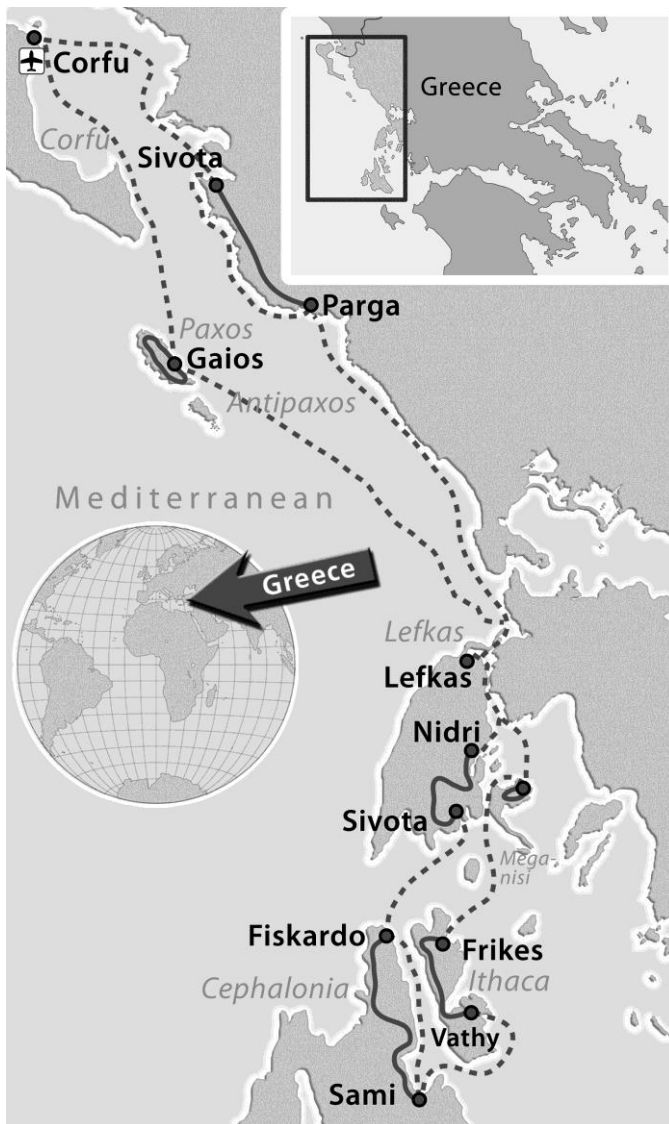 Corfu
Corfu
Greece
Sivota
Parga
Paxos
Gaios
Antipaxos
Mediterranean
Greece
Lefkas
Lefkas
Nidri
Sivota
Mega-
nisi
Fiskardo
Frikes
Cephalonia
Ithaca
Vathy
Sami